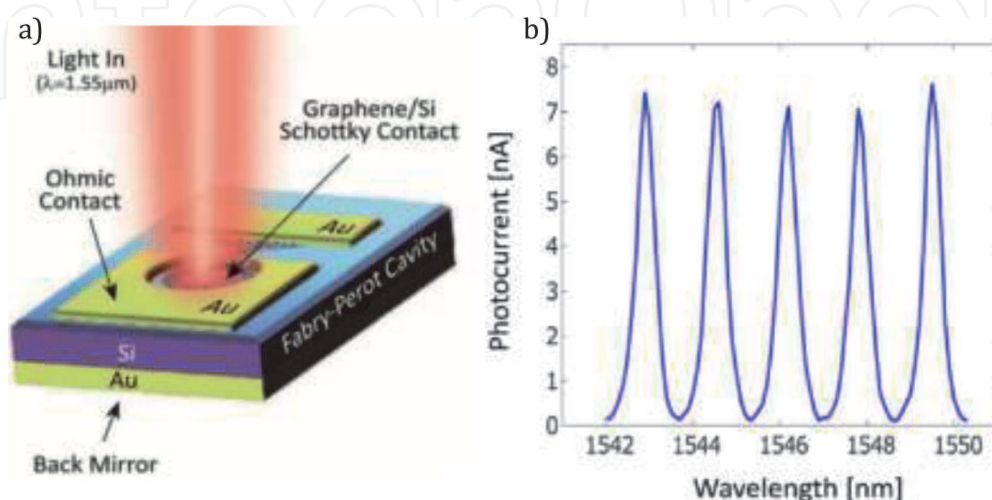 a)
Light In
(λ=1.55μm)
Graphene/Si
Schottky Contact
Ohmic
Contact
Au
Au
Fabry-Perot Cavity
Si
Au
Back Mirror
b)
Photocurrent [nA]
8
7
6
5
4
3
2
1
0
1542 1544 1546 1548 1550
Wavelength [nm]